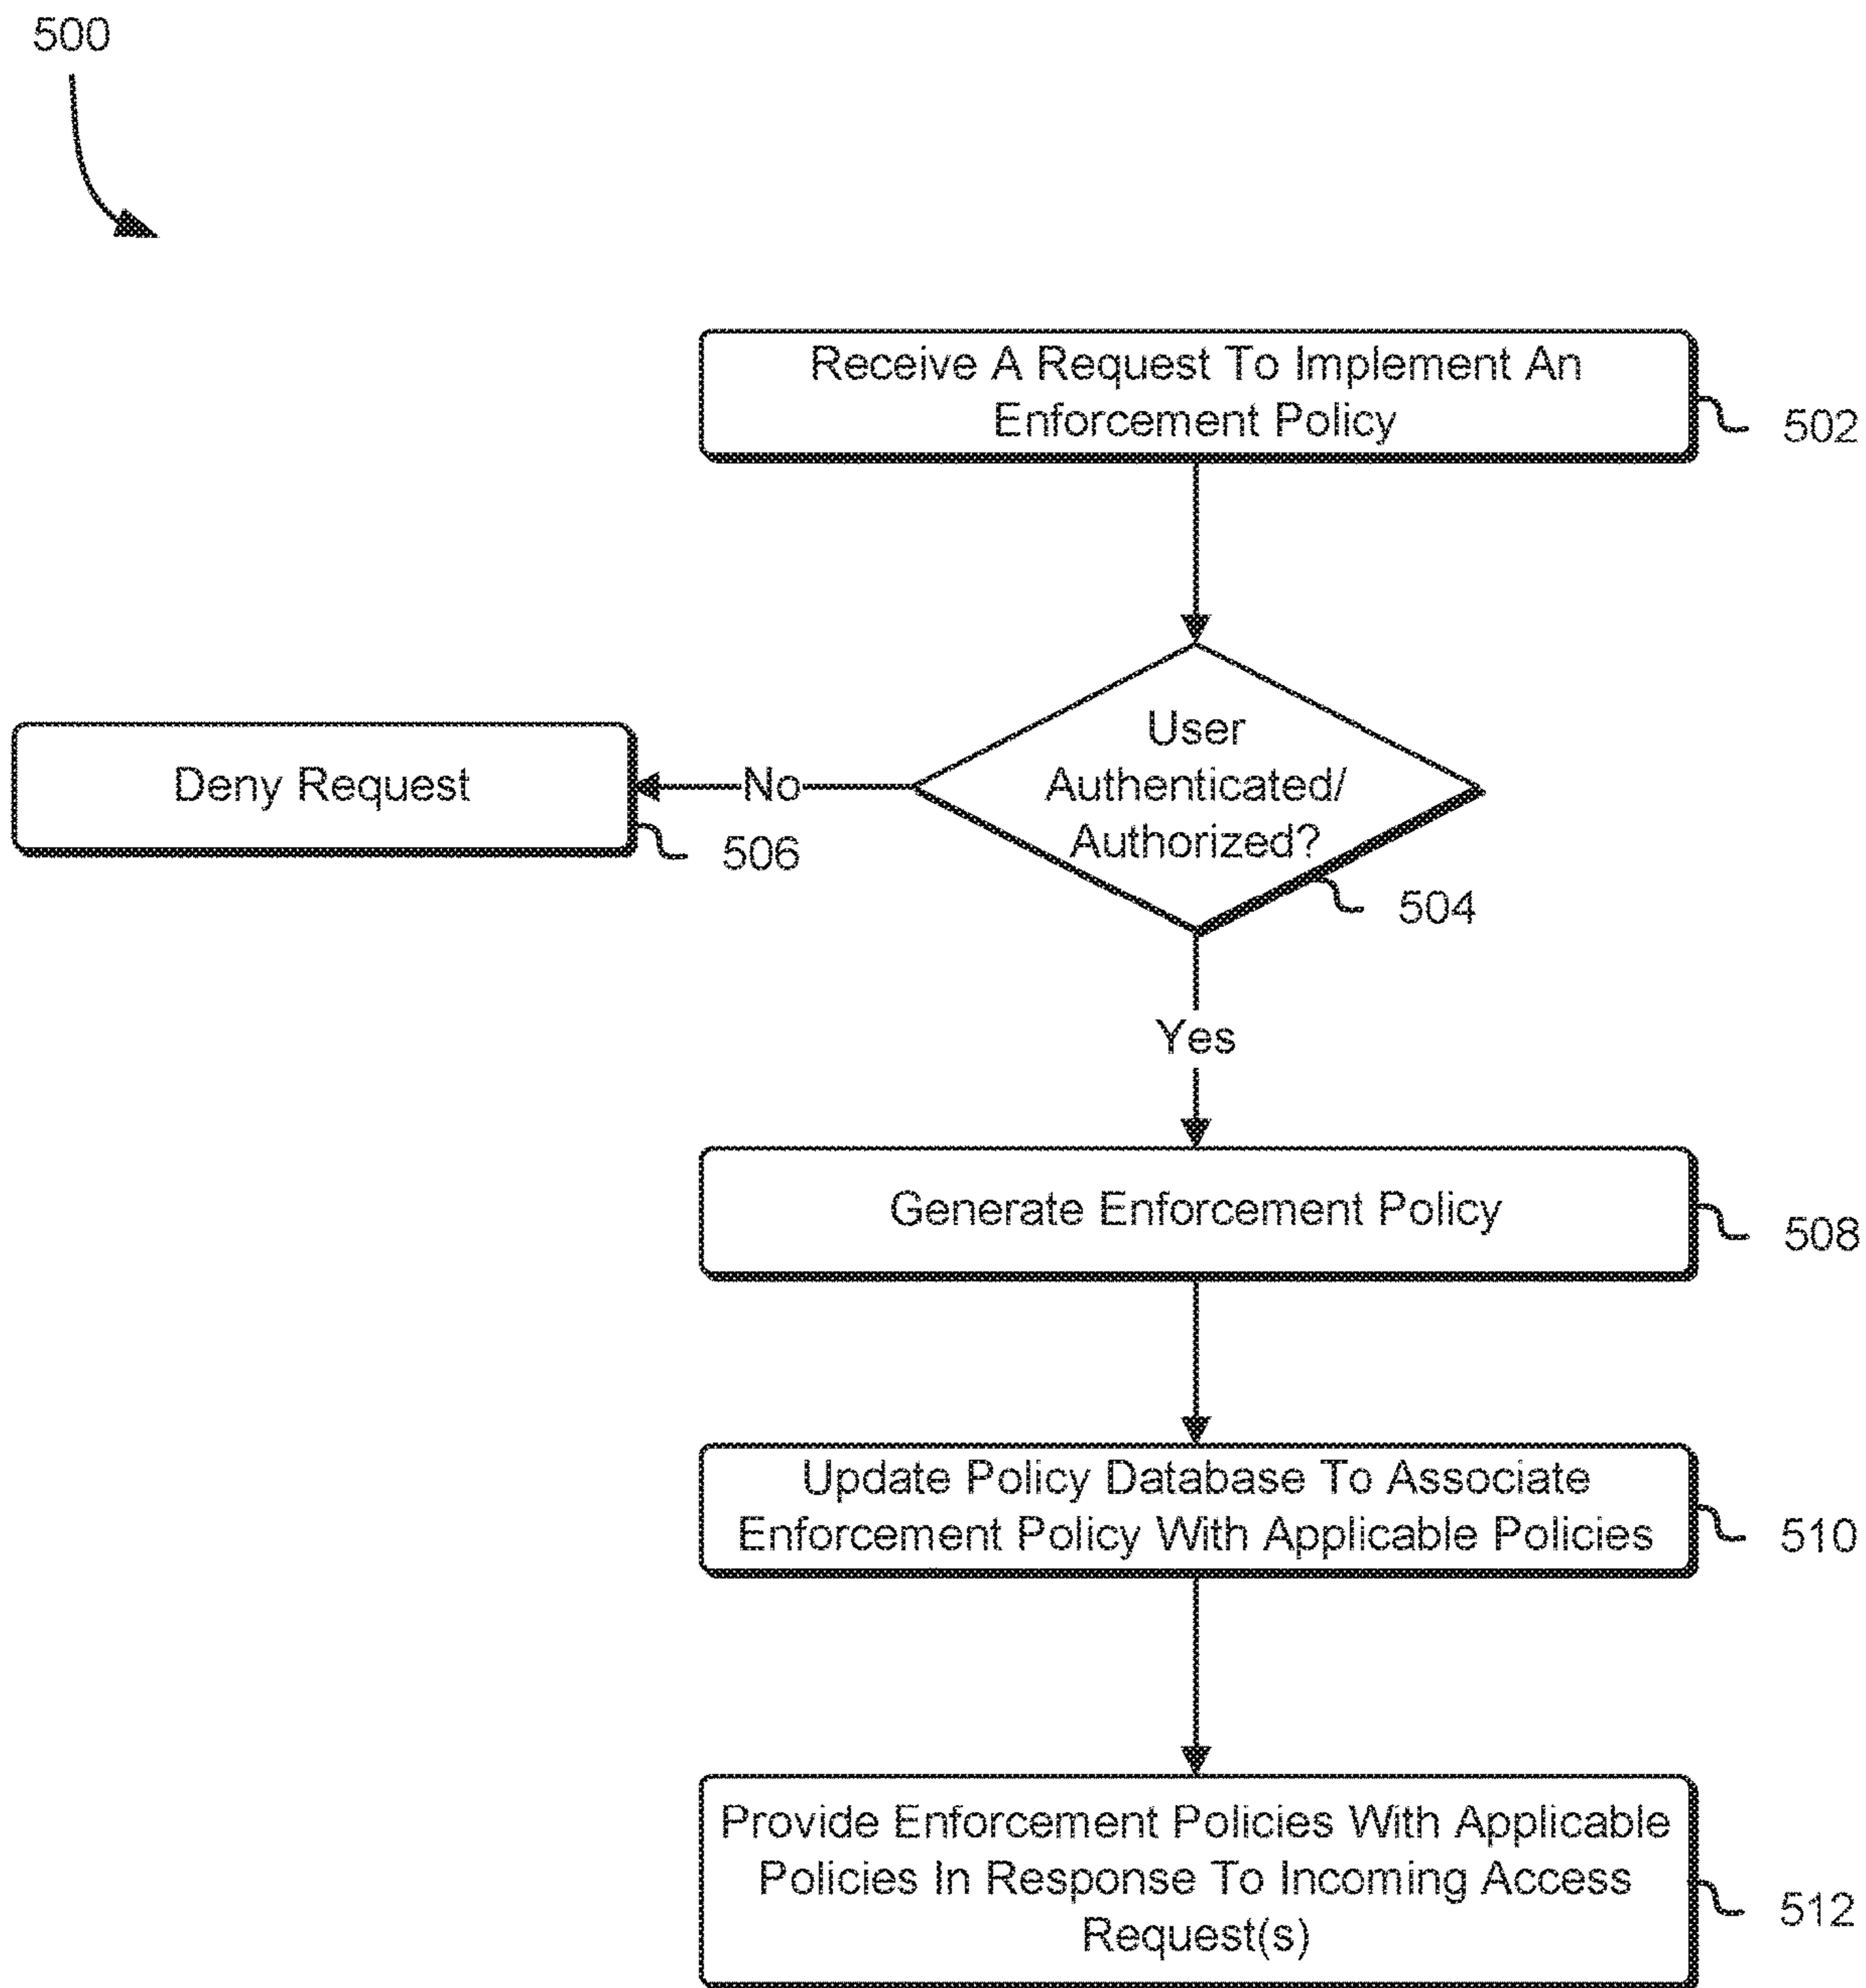 500
Receive A Request To Implement An
Enforcement Policy
502
User
Authenticated/
Authorized?
504
No
Deny Request
506
Yes
Generate Enforcement Policy
508
Update Policy Database To Associate
Enforcement Policy With Applicable Policies
510
Provide Enforcement Policies With Applicable
Policies In Response To Incoming Access
Request(s)
512